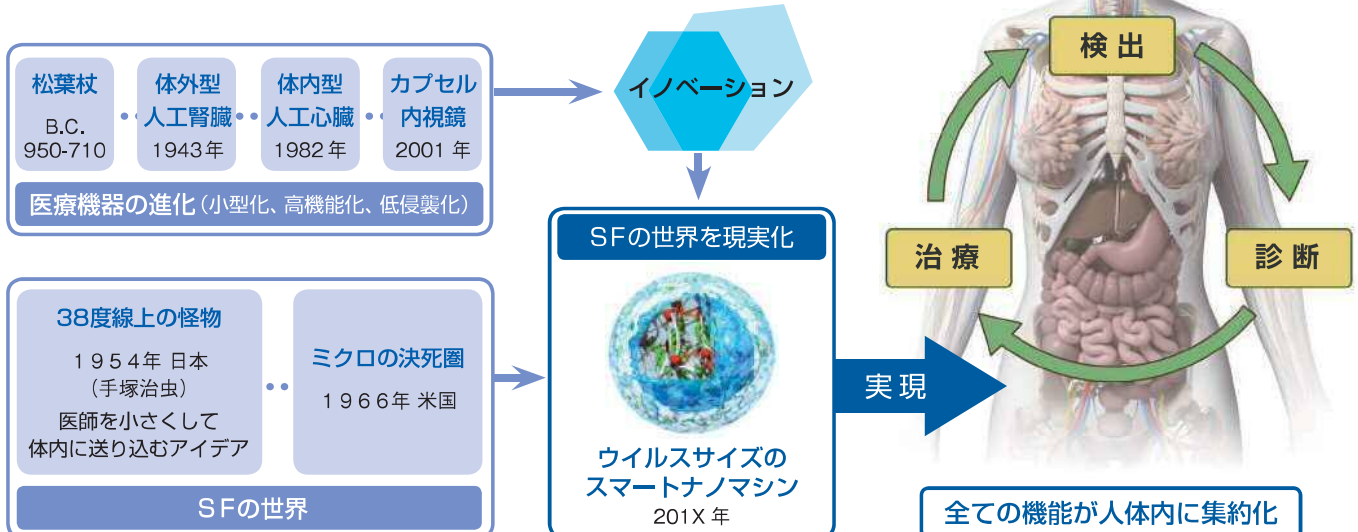 松葉杖
B.C.
950-710
体外型
人工腎臓
1943年
体内型
人工心臓
1982年
カプセル
内視鏡
2001年
医療機器の進化（小型化、高機能化、低侵襲化）
イノベーション
38度線上の怪物
1954年 日本
（手塚治虫）
医師を小さくして
体内に送り込むアイデア
ミクロの決死圏
1966年 米国
SFの世界
SFの世界を現実化
ウイルスサイズの
スマートナノマシン
201X年
実現
検出
診断
治療
全ての機能が人体内に集約化